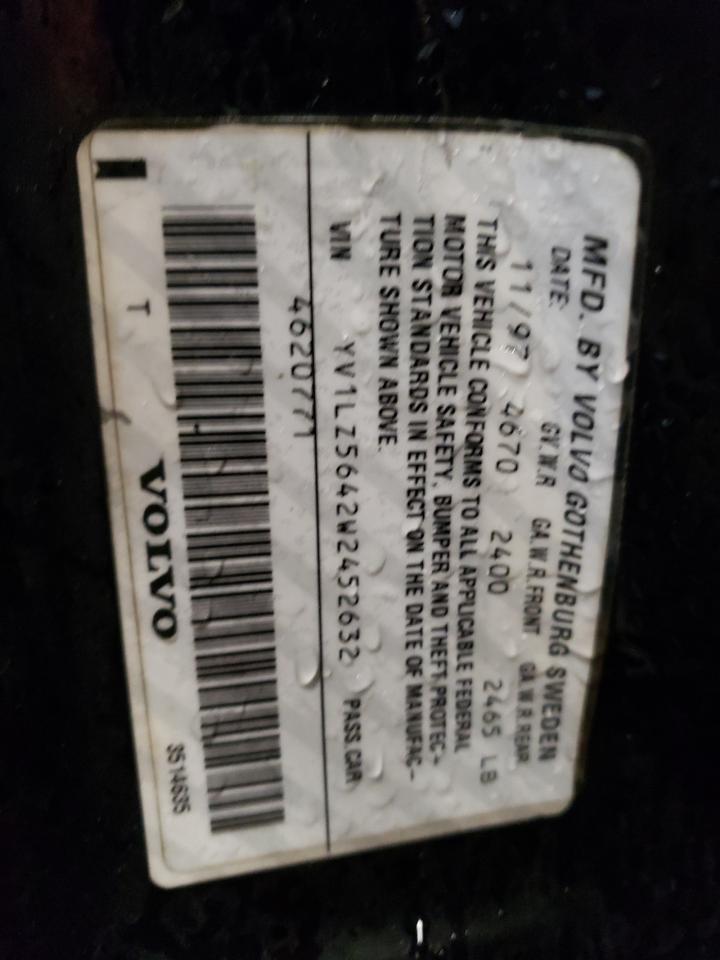 MFD. BY VOLVO GOTHENBURG SWEDEN
DATE: GV.W.R GA.W.R.FRONT GA.W.R.REAR
11/97 4670 2400 2465 LB
THIS VEHICLE CONFORMS TO ALL APPLICABLE FEDERAL
MOTOR VEHICLE SAFETY, BUMPER AND THEFT PROTEC-
TION STANDARDS IN EFFECT ON THE DATE OF MANUFAC-
TURE SHOWN ABOVE.
VIN YV1LZ5642W2452632 PASS CAR
4620771
T VOLVO 3514635